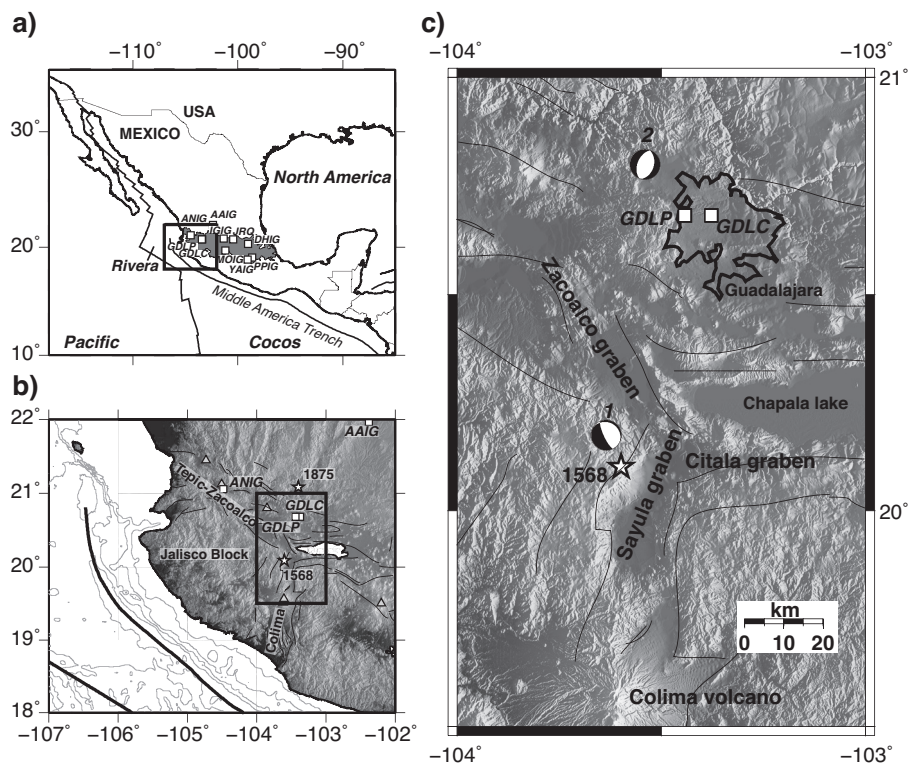 a)
−110˚ −100˚ −90˚
30˚
20˚
10˚
USA
MEXICO
North America
ANIG AAIG
IGIG IRO
DHIG
GDLP
GDLC
MOIG
YAIG PPIG
Rivera
Middle America Trench
Pacific
Cocos
b)
22˚
21˚
20˚
19˚
18˚
AAIG
1875
Tepic-Zacoalco
ANIG
GDLC
GDLP
Jalisco Block
1568
Colima
−107˚ −106˚ −105˚ −104˚ −103˚ −102˚
c)
−104˚ −103˚
21˚
2
GDLP
GDLC
Guadalajara
Zacoalco graben
Chapala lake
1
1568
Citala graben
Sayula graben
20˚
km
0 10 20
Colima volcano
−104˚ −103˚